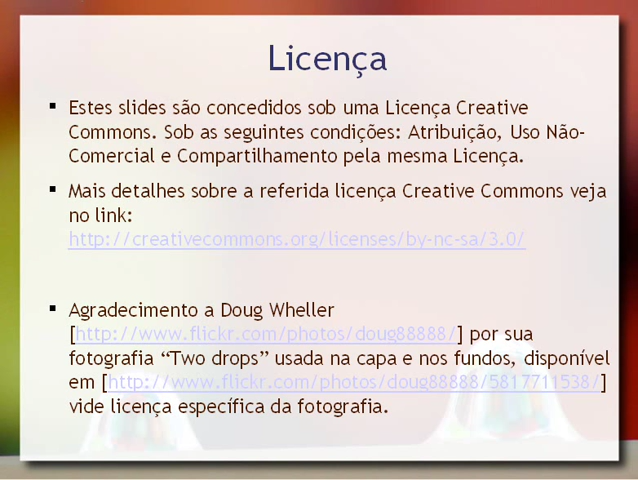 Licença
Estes slides são concedidos sob uma Licença Creative
Commons. Sob as seguintes condições: Atribuição, Uso Não-
Comercial e Compartilhamento pela mesma Licença.
Mais detalhes sobre a referida licença Creative Commons veja
no link:
http://creativecommons.org/licenses/by-nc-sa/3.0/
Agradecimento a Doug Wheller
[http://www.flickr.com/photos/doug88888/] por sua
fotografia “Two drops” usada na capa e nos fundos, disponível
em [http://www.flickr.com/photos/doug88888/5817711538/]
vide licença específica da fotografia.